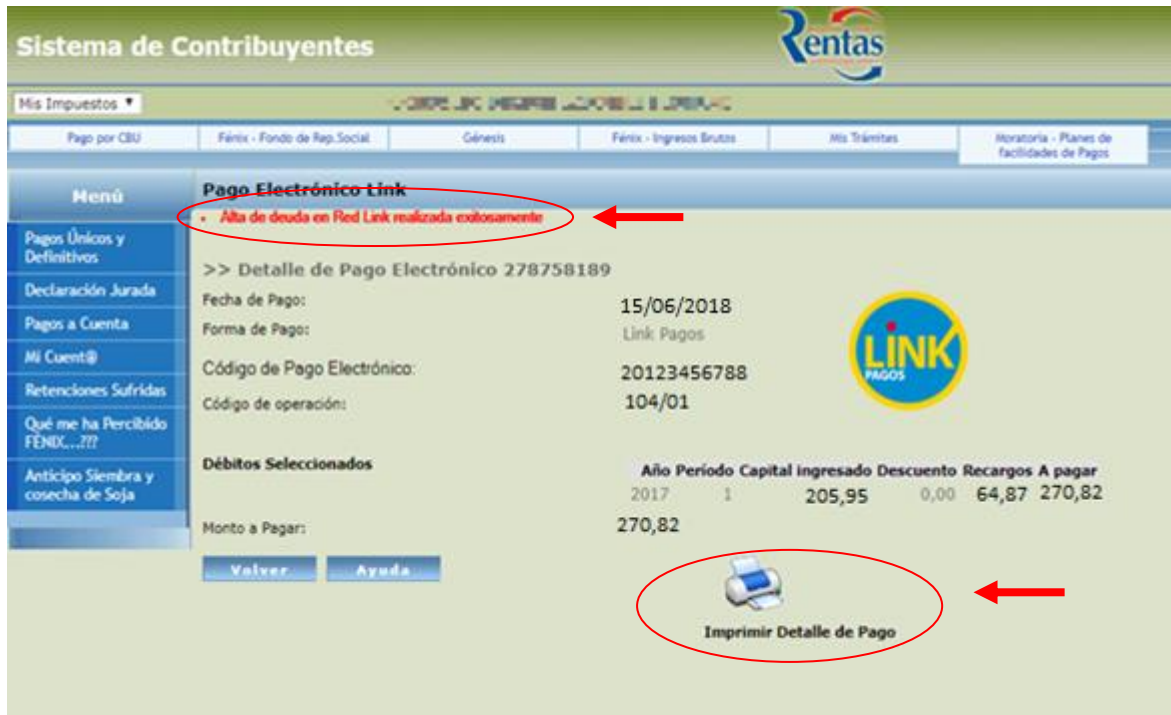 Sistema de Contribuyentes
Rentas
Mis Impuestos
Pago por CBU
Fénix - Fondo de Rep.Social
Génesis
Fénix - Ingresos Brutos
Mis Trámites
Moratoria - Planes de
facilidades de Pagos
Menú
Pagos Únicos y
Definitivos
Declaración Jurada
Pagos a Cuenta
Mi Cuent@
Retenciones Sufridas
Qué me ha Percibido
FÉNIX...???
Anticipo Siembra y
cosecha de Soja
Pago Electrónico Link
Alta de deuda en Red Link realizada exitosamente
>> Detalle de Pago Electrónico 278758189
Fecha de Pago: 15/06/2018
Forma de Pago: Link Pagos
Código de Pago Electrónico: 20123456788
Código de operación: 104/01
LINK
PAGOS
Débitos Seleccionados
Año Período Capital ingresado Descuento Recargos A pagar
2017 1 205,95 0,00 64,87 270,82
Monto a Pagar: 270,82
Volver Ayuda
Imprimir Detalle de Pago